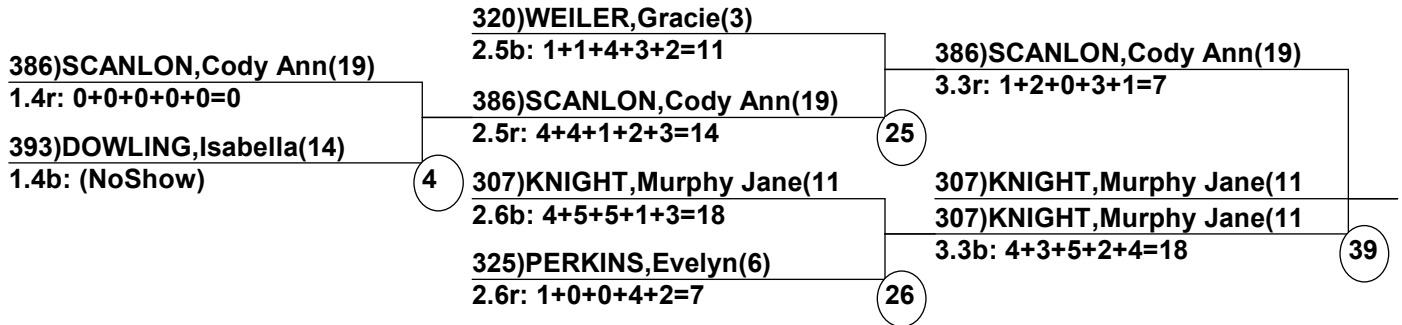 386)SCANLON,Cody Ann(19)
1.4r: 0+0+0+0+0=0
393)DOWLING,Isabella(14)
1.4b: (NoShow)
4
320)WEILER,Gracie(3)
2.5b: 1+1+4+3+2=11
386)SCANLON,Cody Ann(19)
2.5r: 4+4+1+2+3=14
25
307)KNIGHT,Murphy Jane(11
2.6b: 4+5+5+1+3=18
325)PERKINS,Evelyn(6)
2.6r: 1+0+0+4+2=7
26
386)SCANLON,Cody Ann(19)
3.3r: 1+2+0+3+1=7
307)KNIGHT,Murphy Jane(11
307)KNIGHT,Murphy Jane(11
3.3b: 4+3+5+2+4=18
39